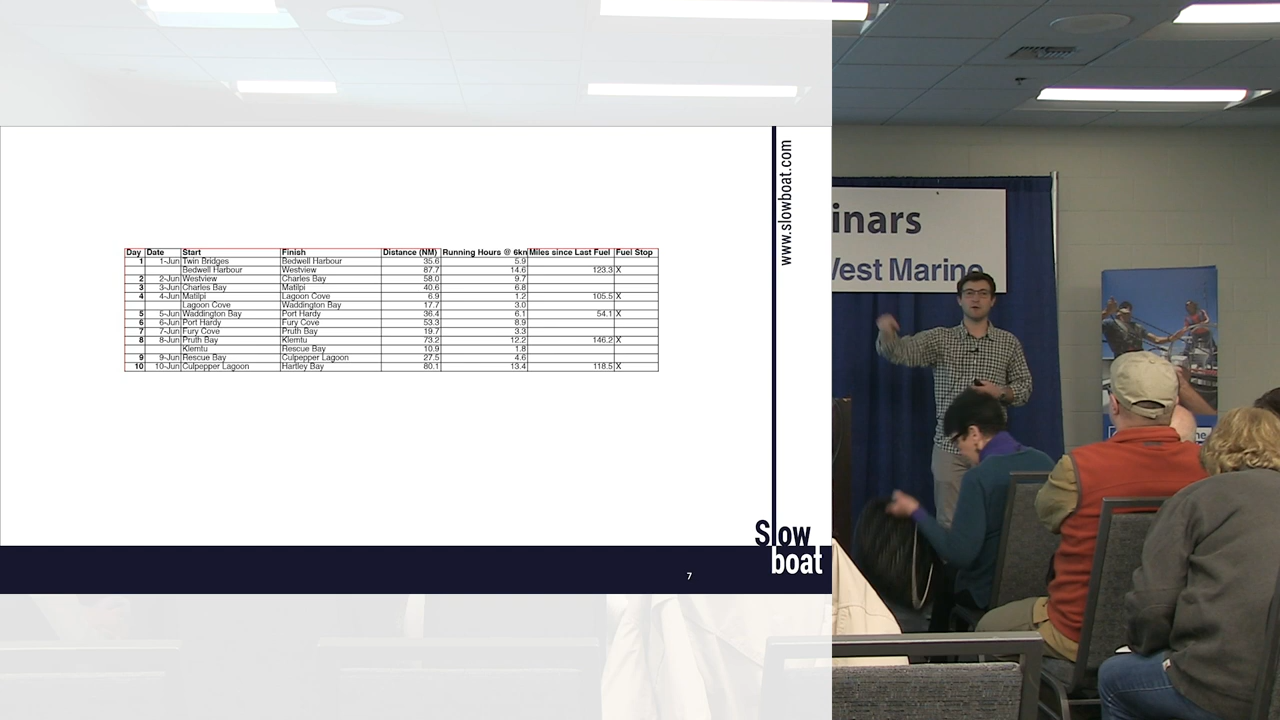 Day Date Start Finish Distance (NM) Running Hours @ 6kn Miles since Last Fuel Fuel Stop
1 1-Jun Twin Bridges Bedwell Harbour 35.6 5.9
Bedwell Harbour Westview 87.7 14.6 123.3 X
2 2-Jun Westview Charles Bay 58.0 9.7
3 3-Jun Charles Bay Matilpi 40.6 6.8
4 4-Jun Matilpi Lagoon Cove 6.9 1.2 105.5 X
Lagoon Cove Waddington Bay 17.7 3.0
5 5-Jun Waddington Bay Port Hardy 36.4 6.1 54.1 X
6 6-Jun Port Hardy Fury Cove 53.3 8.9
7 7-Jun Fury Cove Pruth Bay 19.7 3.3
8 8-Jun Pruth Bay Klemtu 73.2 12.2 146.2 X
Klemtu Rescue Bay 10.9 1.8
9 9-Jun Rescue Bay Culpepper Lagoon 27.5 4.6
10 10-Jun Culpepper Lagoon Hartley Bay 80.1 13.4 118.5 X
www.slowboat.com
Slow
boat
7
inars
West Marine